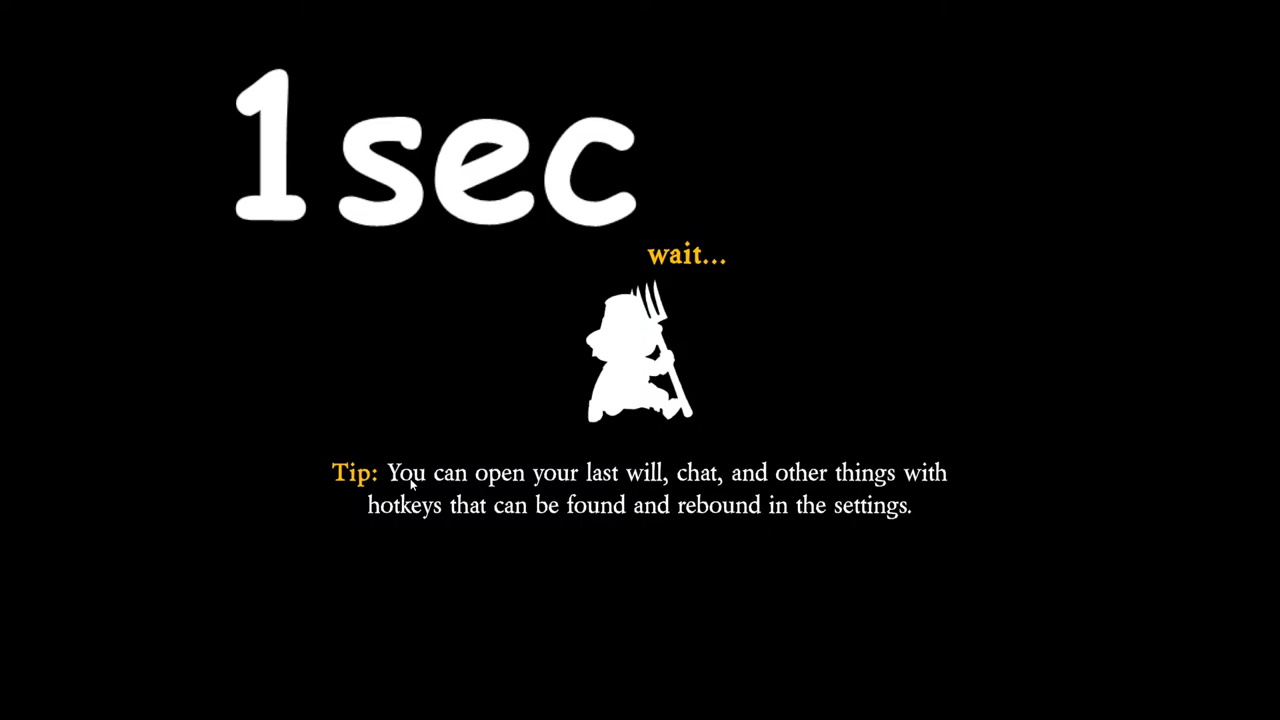 1sec
wait...
Tip: You can open your last will, chat, and other things with
hotkeys that can be found and rebound in the settings.